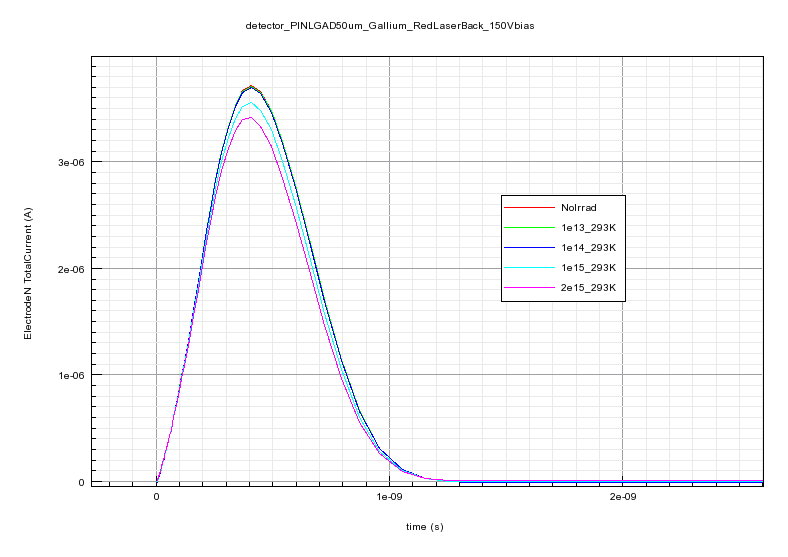 detector_PINLGAD50um_Gallium_RedLaserBack_150Vbias
ElectrodeN TotalCurrent (A)
3e-06
2e-06
1e-06
0
NoIrrad
1e13_293K
1e14_293K
1e15_293K
2e15_293K
0
1e-09
2e-09
time (s)